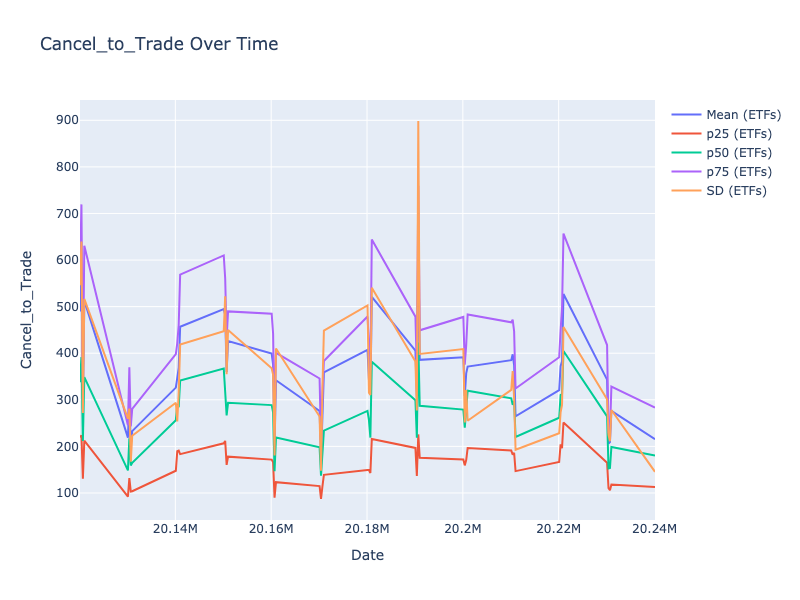 Cancel_to_Trade Over Time
900
800
700
600
500
400
300
200
100
Cancel_to_Trade
20.14M
20.16M
20.18M
20.2M
20.22M
20.24M
Date
Mean (ETFs)
p25 (ETFs)
p50 (ETFs)
p75 (ETFs)
SD (ETFs)